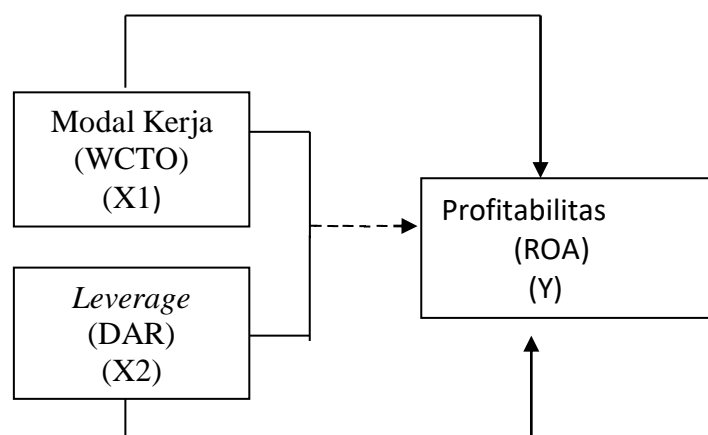 Modal Kerja
(WCTO)
(X1)
Profitabilitas
(ROA)
(Y)
Leverage
(DAR)
(X2)